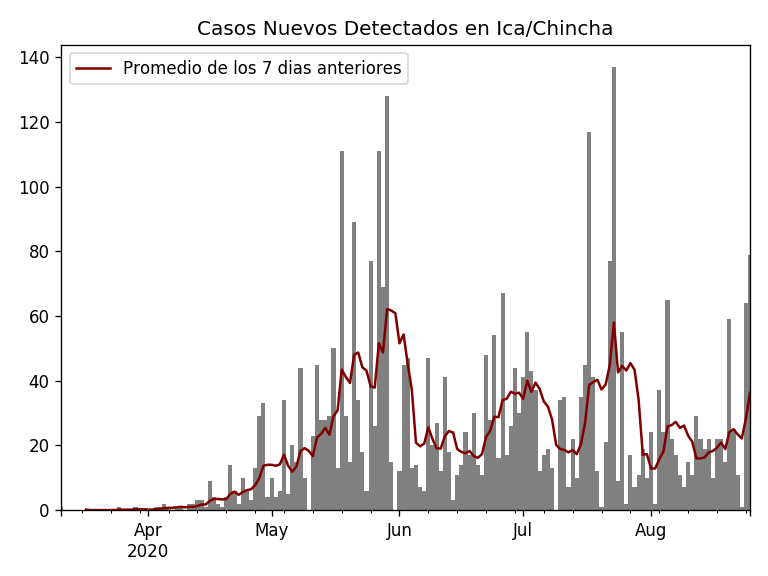 Casos Nuevos Detectados en Ica/Chincha
Promedio de los 7 dias anteriores
140
120
100
80
60
40
20
0
Apr
2020
May
Jun
Jul
Aug